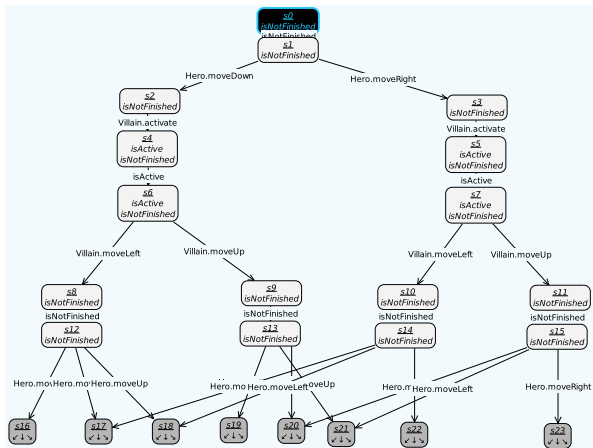 s0
isNotFinished
isNotFinished
s1
isNotFinished
Hero.moveDown
Hero.moveRight
s2
isNotFinished
s3
isNotFinished
Villain.activate
Villain.activate
s4
isActive
isNotFinished
s5
isActive
isNotFinished
isActive
isActive
s6
isActive
isNotFinished
s7
isActive
isNotFinished
Villain.moveLeft
Villain.moveUp
Villain.moveLeft
Villain.moveUp
s8
isNotFinished
s9
isNotFinished
s10
isNotFinished
s11
isNotFinished
isNotFinished
isNotFinished
isNotFinished
s12
isNotFinished
s13
isNotFinished
s14
isNotFinished
s15
isNotFinished
Hero.moveUp
Hero.moveLeft
Hero.moveLeft
Hero.moveRight
s16
s17
s18
s19
s20
s21
s22
s23